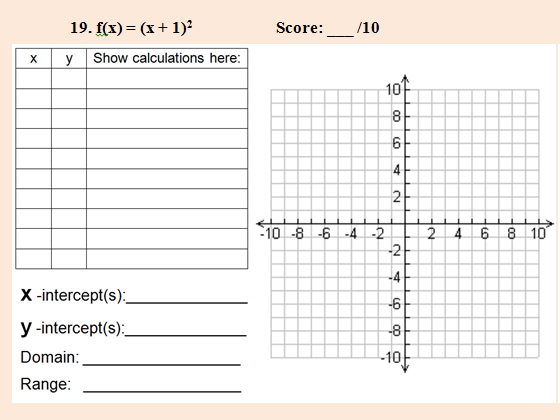 19. f(x) = (x + 1)² Score: ___ /10
x y Show calculations here:
10
8
6
4
2
-10 -8 -6 -4 -2 2 4 6 8 10
-2
-4
-6
-8
-10
x -intercept(s):______________
y -intercept(s):______________
Domain: __________________
Range: __________________